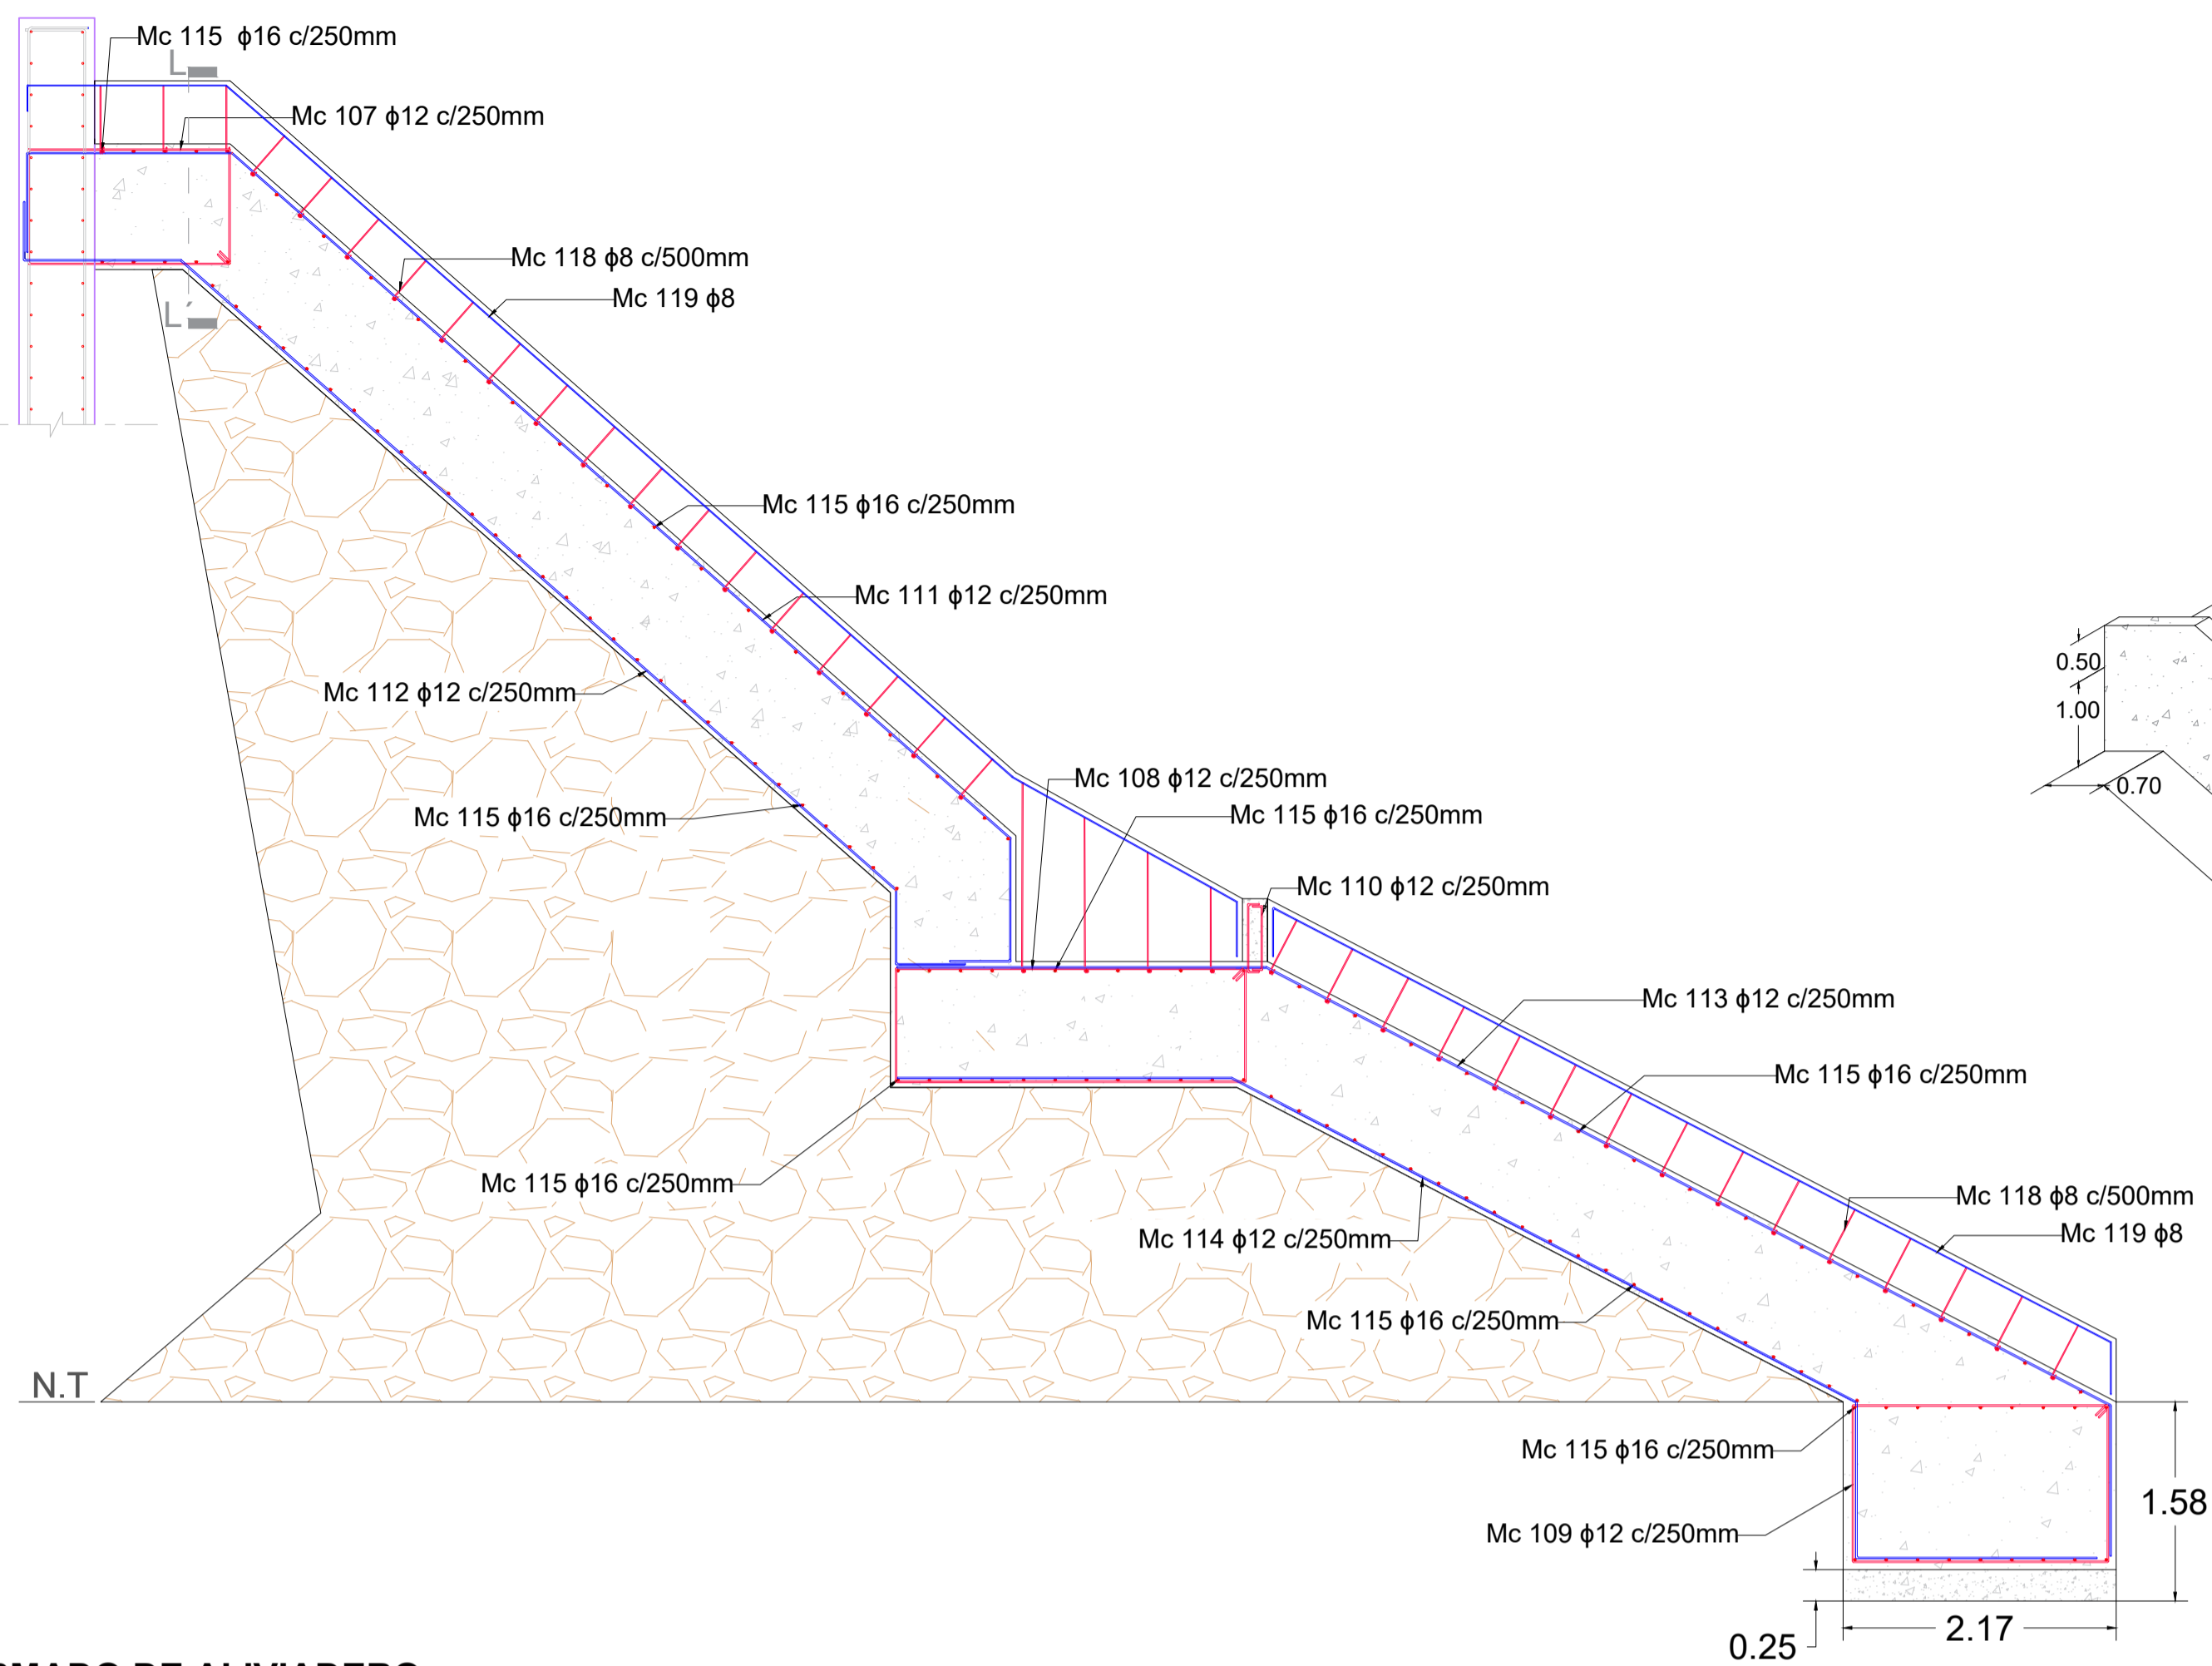 Mc 115 ϕ16 c/250mm
L
Mc 107 ϕ12 c/250mm
Mc 118 ϕ8 c/500mm
Mc 119 ϕ8
L´
Mc 115 ϕ16 c/250mm
Mc 111 ϕ12 c/250mm
0.50
Mc 112 ϕ12 c/250mm
1.00
Mc 108 ϕ12 c/250mm
0.70
Mc 115 ϕ16 c/250mm
Mc 115 ϕ16 c/250mm
Mc 110 ϕ12 c/250mm
Mc 113 ϕ12 c/250mm
Mc 115 ϕ16 c/250mm
Mc 115 ϕ16 c/250mm
Mc 118 ϕ8 c/500mm
Mc 114 ϕ12 c/250mm
Mc 119 ϕ8
Mc 115 ϕ16 c/250mm
N.T
Mc 115 ϕ16 c/250mm
1.58
Mc 109 ϕ12 c/250mm
2.17
0.25
DE ALIVIADERO